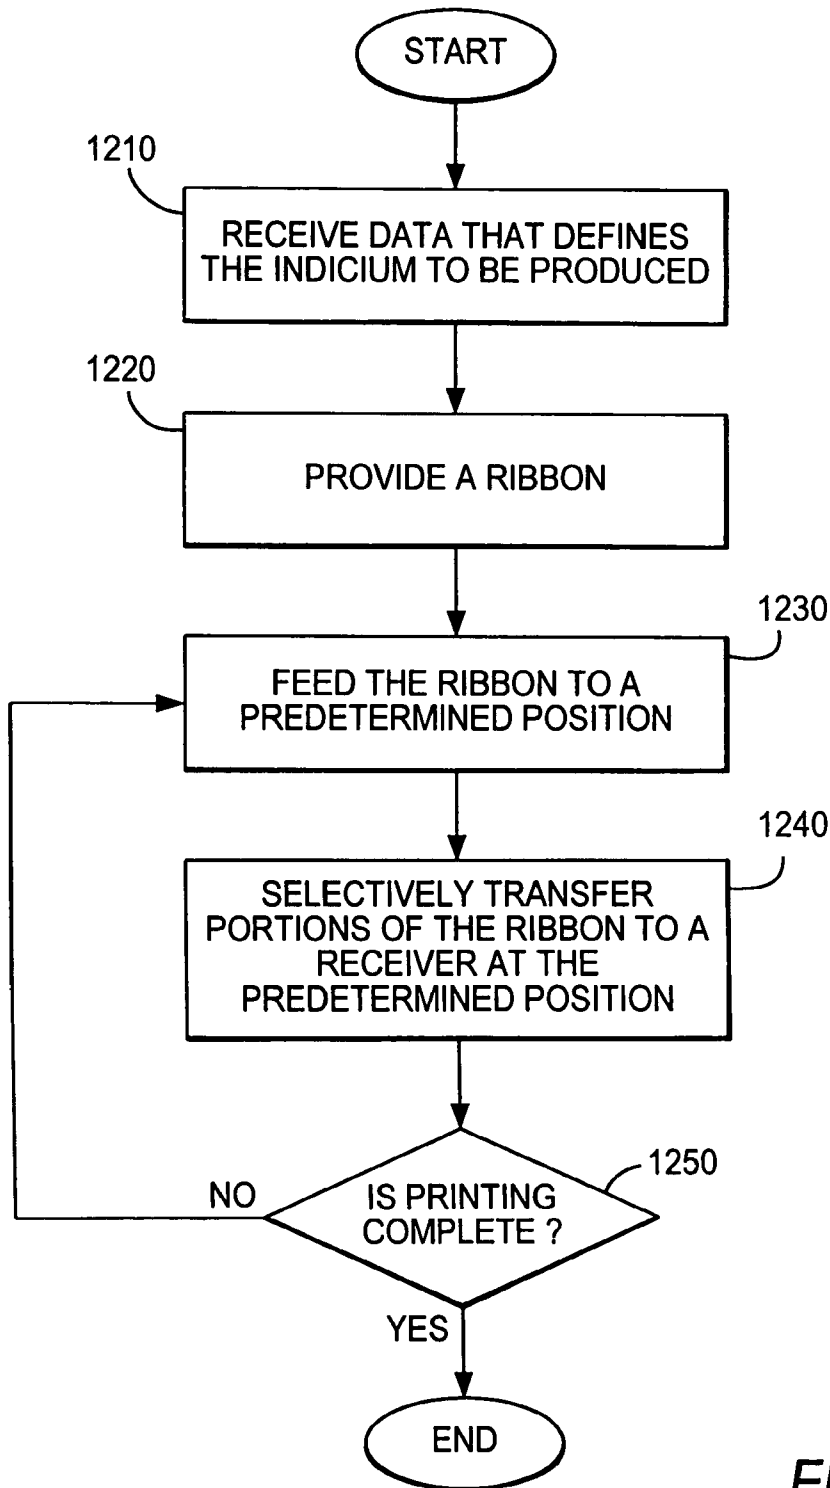 START
1210
RECEIVE DATA THAT DEFINES
THE INDICIUM TO BE PRODUCED
1220
PROVIDE A RIBBON
1230
FEED THE RIBBON TO A
PREDETERMINED POSITION
1240
SELECTIVELY TRANSFER
PORTIONS OF THE RIBBON TO A
RECEIVER AT THE
PREDETERMINED POSITION
1250
NO
IS PRINTING
COMPLETE ?
YES
END